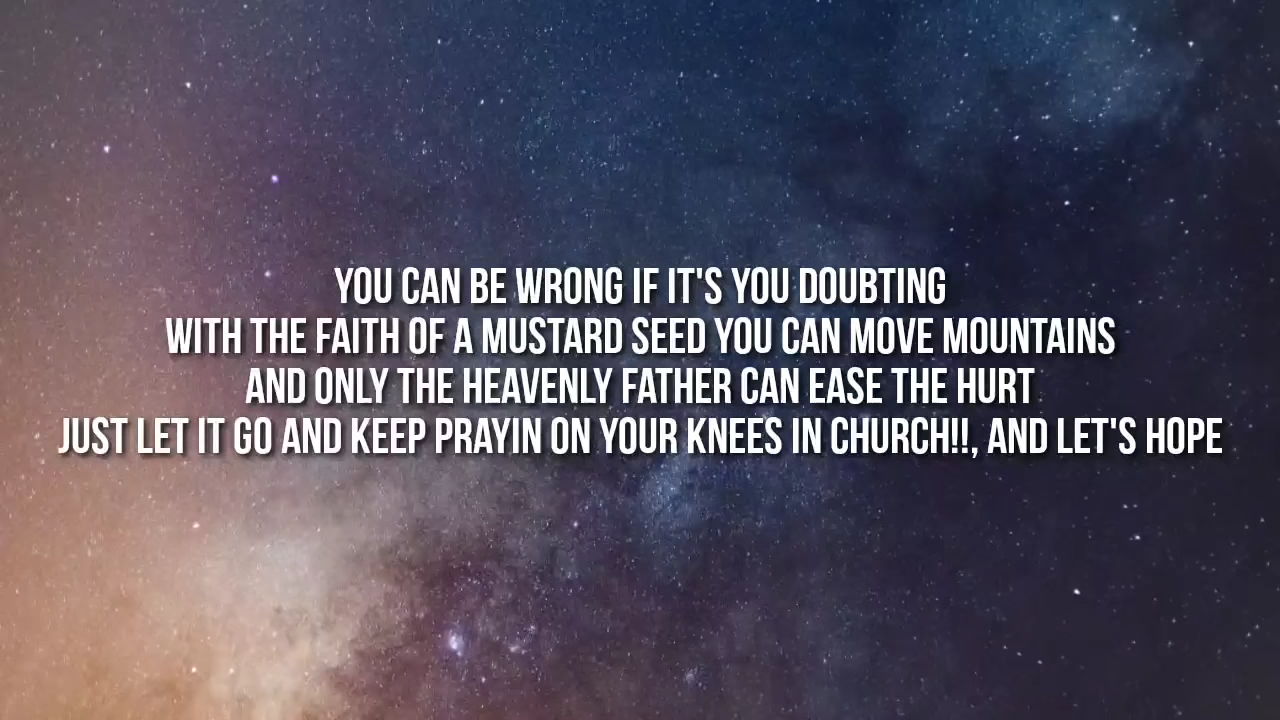 YOU CAN BE WRONG IF IT'S YOU DOUBTING
WITH THE FAITH OF A MUSTARD SEED YOU CAN MOVE MOUNTAINS
AND ONLY THE HEAVENLY FATHER CAN EASE THE HURT
JUST LET IT GO AND KEEP PRAYIN ON YOUR KNEES IN CHURCH!!, AND LET'S HOPE